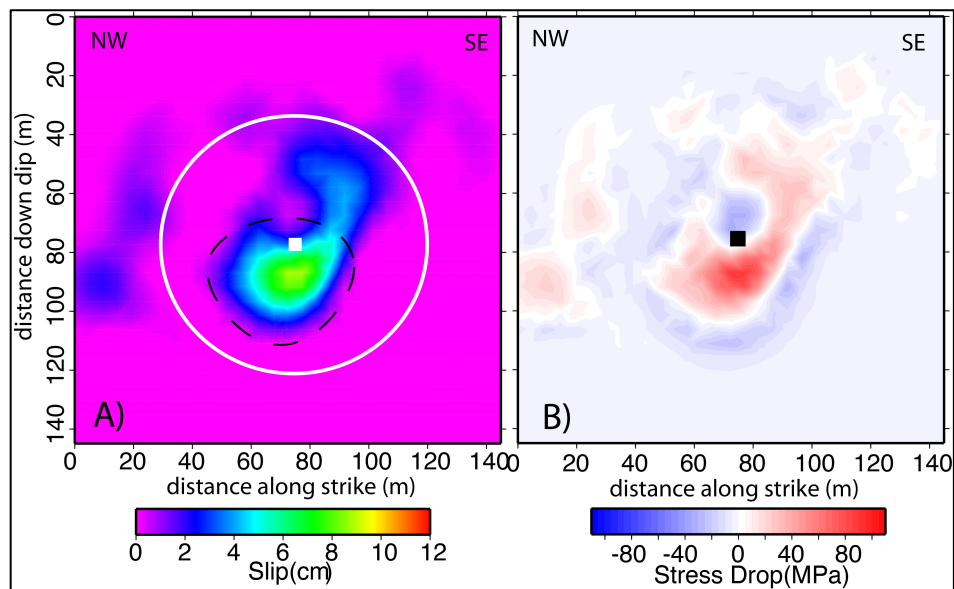 NW SE
0
20
40
60
80
100
120
140
distance down dip (m)
A)
0 20 40 60 80 100 120 140
distance along strike (m)
0 2 4 6 8 10 12
Slip(cm)
NW SE
B)
0 20 40 60 80 100 120 140
distance along strike (m)
-80 -40 0 40 80
Stress Drop(MPa)